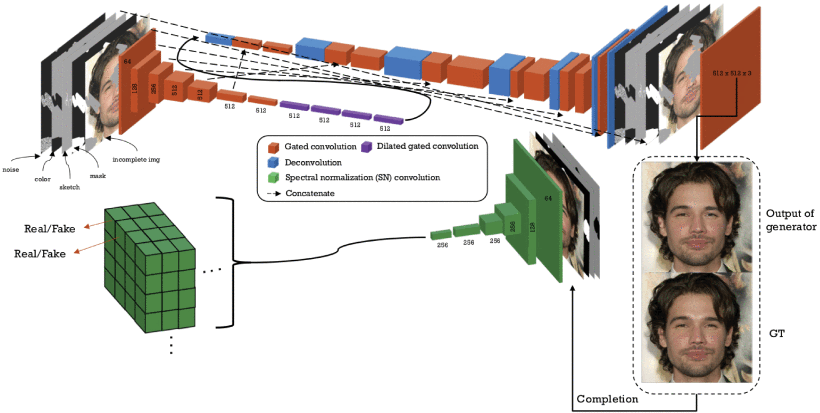 64
128
256
512
512
512
512
512
512
512
512
noise
color
sketch
mask
incomplete img
512 x 512 x 3
Gated convolution
Dilated gated convolution
Deconvolution
Spectral normalization (SN) convolution
Concatenate
64
128
256
256
256
256
Real/Fake
Real/Fake
Output of
generator
GT
Completion